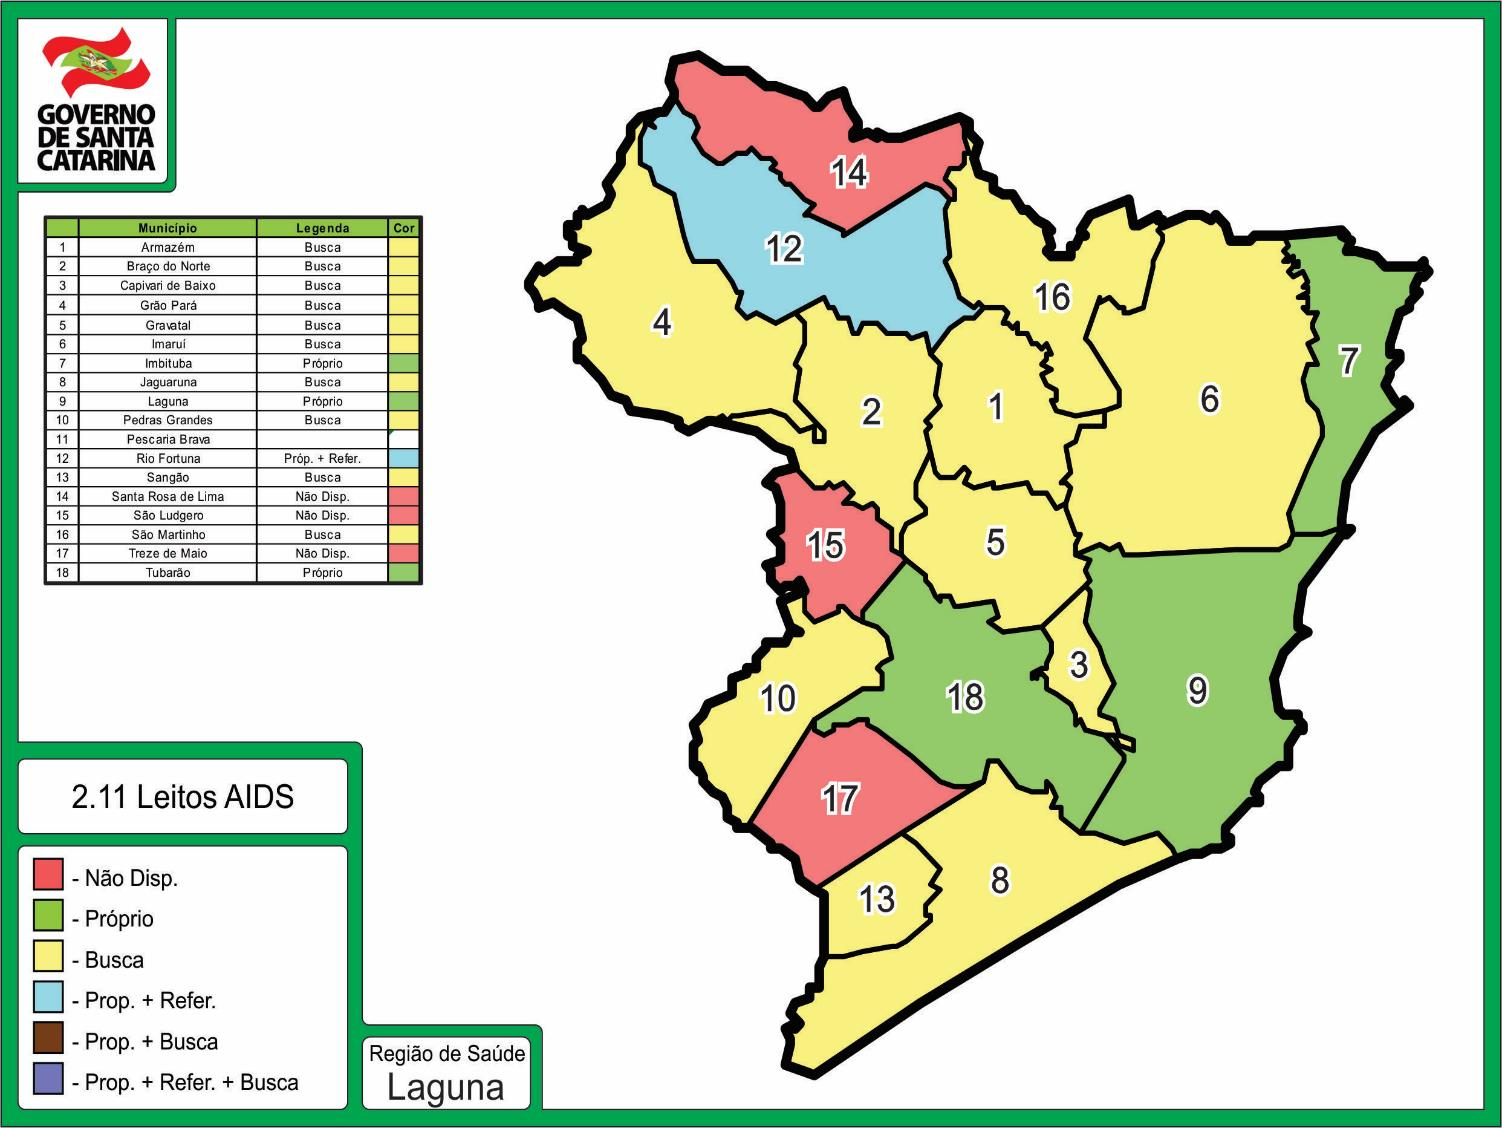 GOVERNO
DE SANTA
CATARINA
Município Legenda Cor
1 Armazém Busca
2 Braço do Norte Busca
3 Capivari de Baixo Busca
4 Grão Pará Busca
5 Gravatal Busca
6 Imaruí Busca
7 Imbituba Próprio
8 Jaguaruna Busca
9 Laguna Próprio
10 Pedras Grandes Busca
11 Pescaria Brava
12 Rio Fortuna Próp. + Refer.
13 Sangão Busca
14 Santa Rosa de Lima Não Disp.
15 São Ludgero Não Disp.
16 São Martinho Busca
17 Treze de Maio Não Disp.
18 Tubarão Próprio
14
12
16
4
7
6
2
1
15
5
3
10
18
9
17
13
8
2.11 Leitos AIDS
- Não Disp.
- Próprio
- Busca
- Prop. + Refer.
- Prop. + Busca
- Prop. + Refer. + Busca
Região de Saúde
Laguna